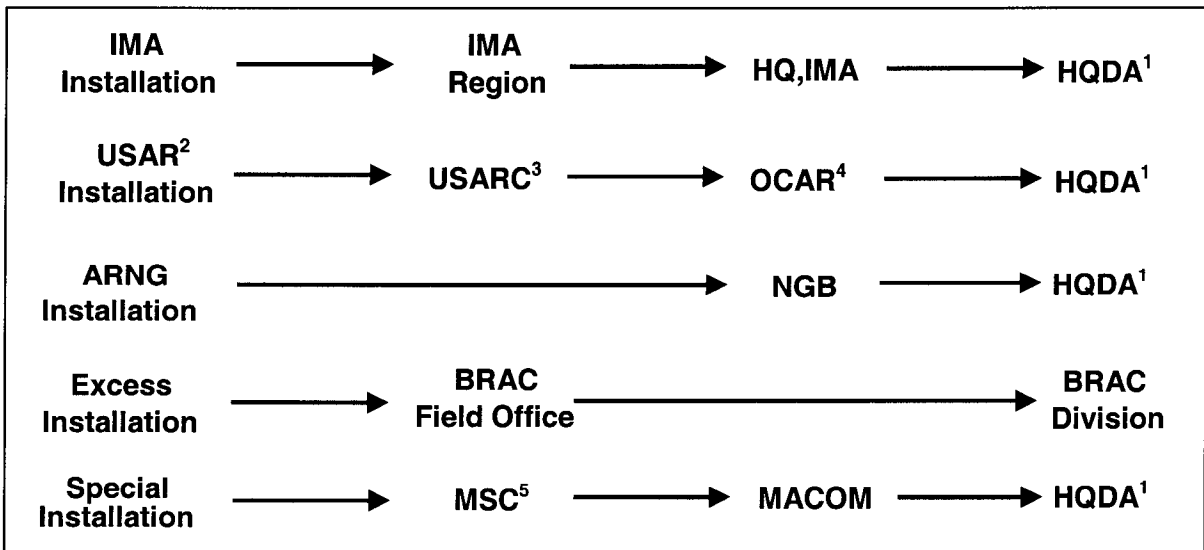 IMA
Installation
IMA
Region
HQ,IMA
HQDA¹
USAR²
Installation
USARC³
OCAR⁴
HQDA¹
ARNG
Installation
NGB
HQDA¹
Excess
Installation
BRAC
Field Office
BRAC
Division
Special
Installation
MSC⁵
MACOM
HQDA¹